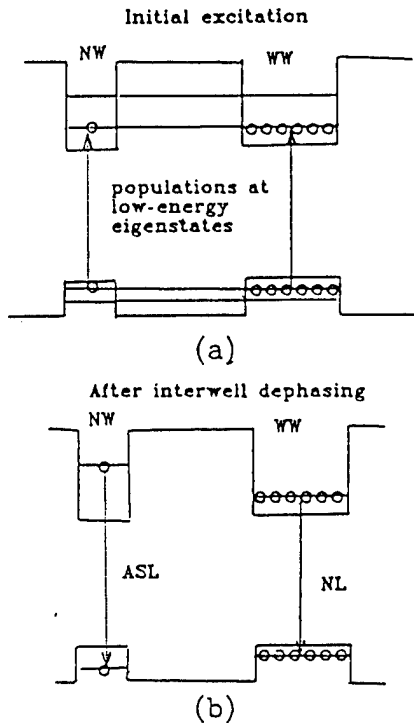 Initial excitation
NW WW
populations at
low-energy
eigenstates
(a)
After interwell dephasing
NW WW
ASL NL
(b)